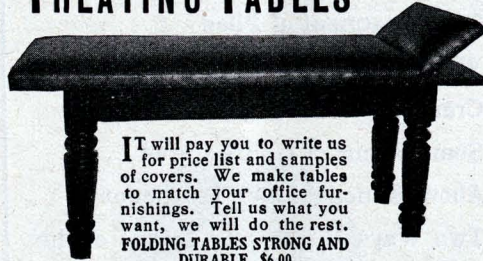 TREATING TABLES
IT will pay you to write us
for price list and samples
of covers. We make tables
to match your office fur-
nishings. Tell us what you
want, we will do the rest.
FOLDING TABLES STRONG AND
DURABLE, $6.00